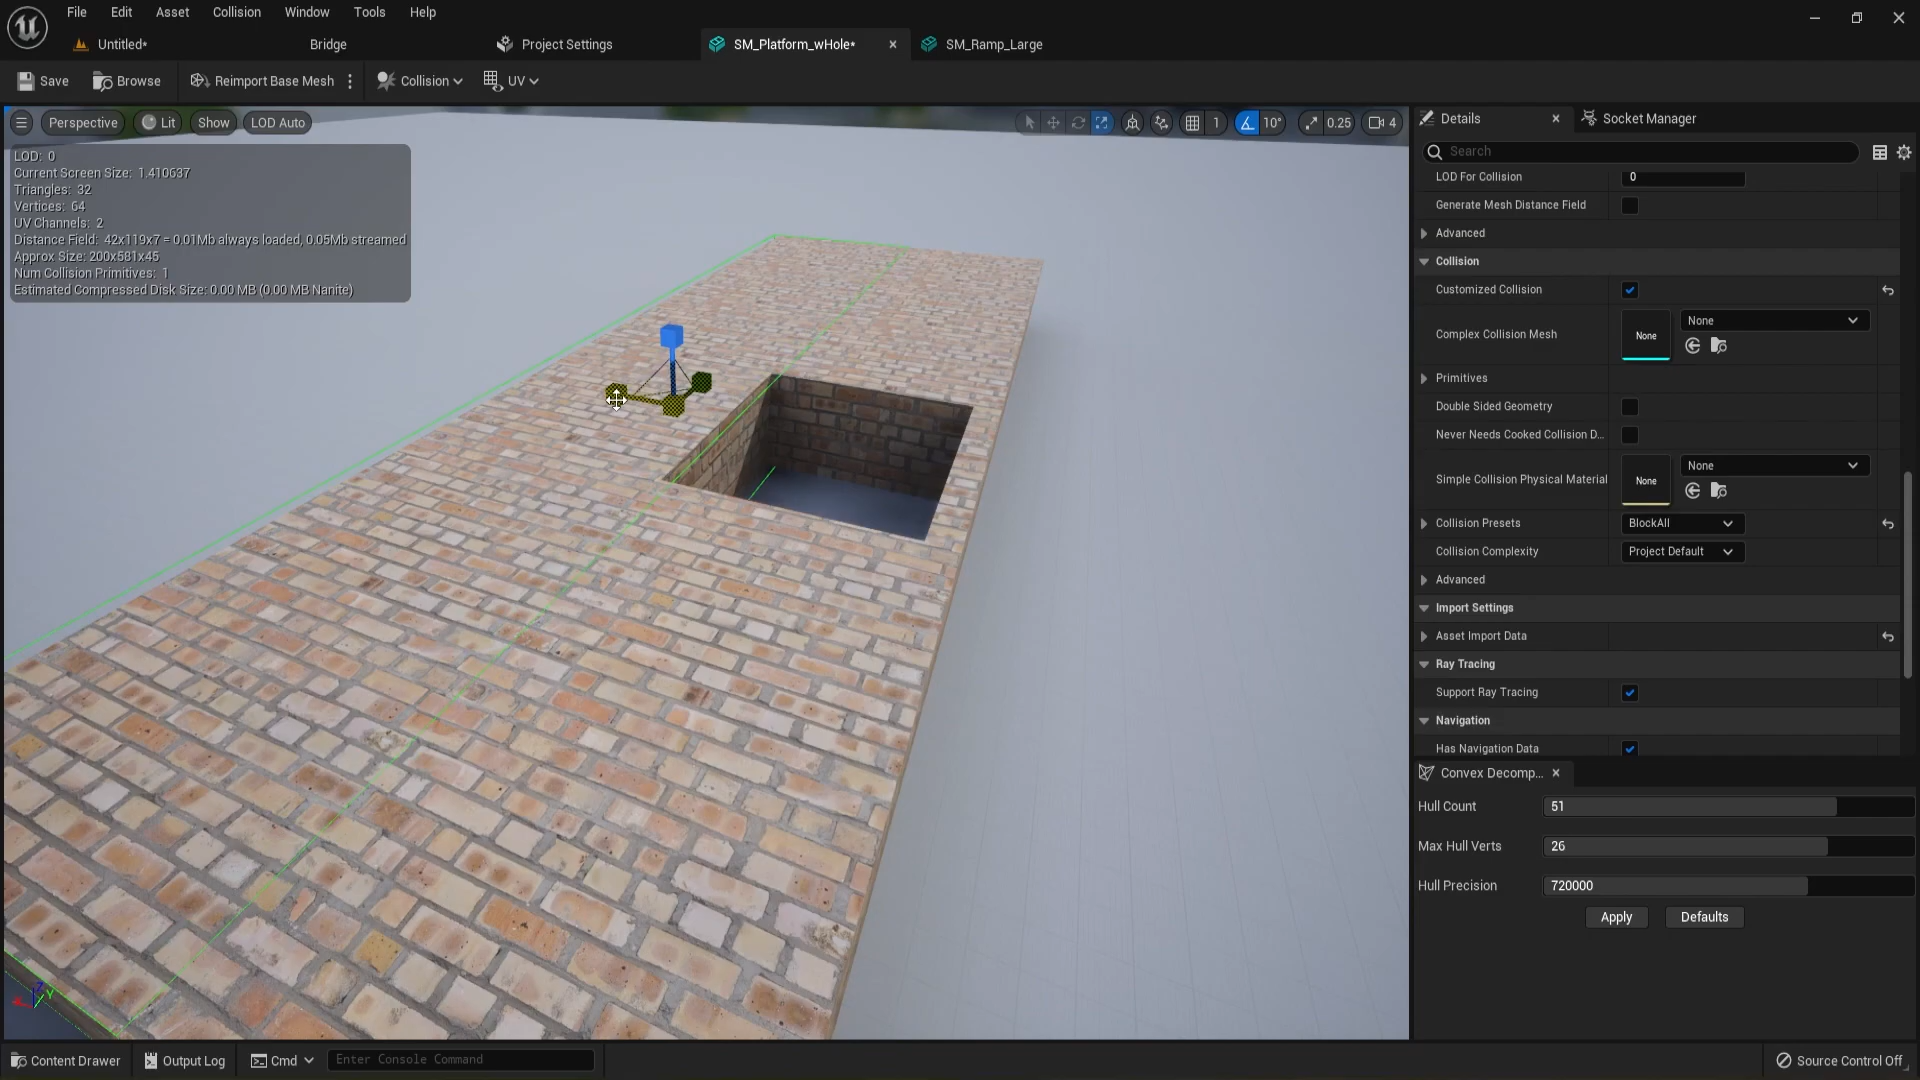 File Edit Asset Collision Window Tools Help
Untitled* Bridge Project Settings SM_Platform_wHole* SM_Ramp_Large
Save Browse Reimport Base Mesh Collision UV
Perspective Lit Show LOD Auto 1 10° 0.25 4
LOD: 0
Current Screen Size: 1.410637
Triangles: 32
Vertices: 64
UV Channels: 2
Distance Field: 42x119x7 = 0.01Mb always loaded, 0.05Mb streamed
Approx Size: 200x581x45
Num Collision Primitives: 1
Estimated Compressed Disk Size: 0.00 MB (0.00 MB Nanite)
Z
Y
Details Socket Manager
Search
LOD For Collision 0
Generate Mesh Distance Field
Advanced
Collision
Customized Collision
Complex Collision Mesh None None
Primitives
Double Sided Geometry
Never Needs Cooked Collision D...
Simple Collision Physical Material None None
Collision Presets BlockAll
Collision Complexity Project Default
Advanced
Import Settings
Asset Import Data
Ray Tracing
Support Ray Tracing
Navigation
Has Navigation Data
Convex Decomp...
Hull Count 51
Max Hull Verts 26
Hull Precision 720000
Apply Defaults
Content Drawer Output Log Cmd Enter Console Command Source Control Off